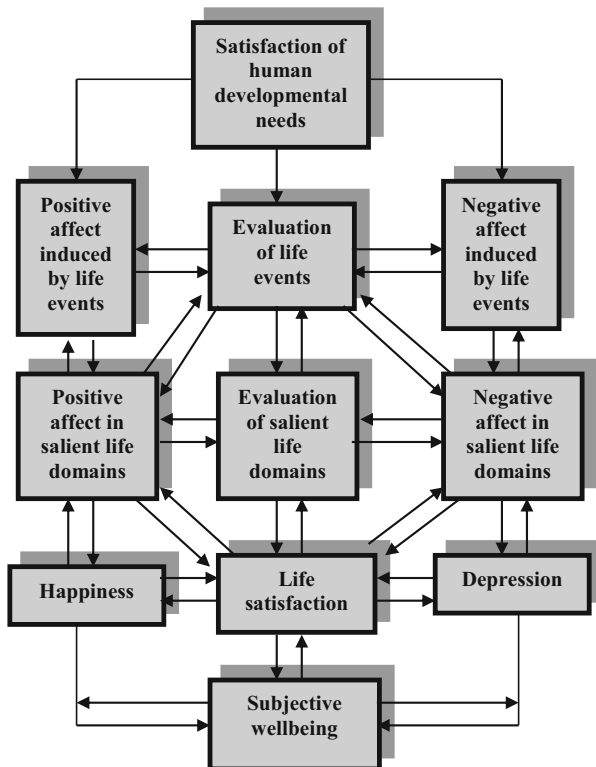 Satisfaction of
human
developmental
needs
Positive
affect
induced
by life
events
Evaluation
of life
events
Negative
affect
induced
by life
events
Positive
affect in
salient life
domains
Evaluation
of salient
life
domains
Negative
affect in
salient life
domains
Happiness
Life
satisfaction
Depression
Subjective
wellbeing